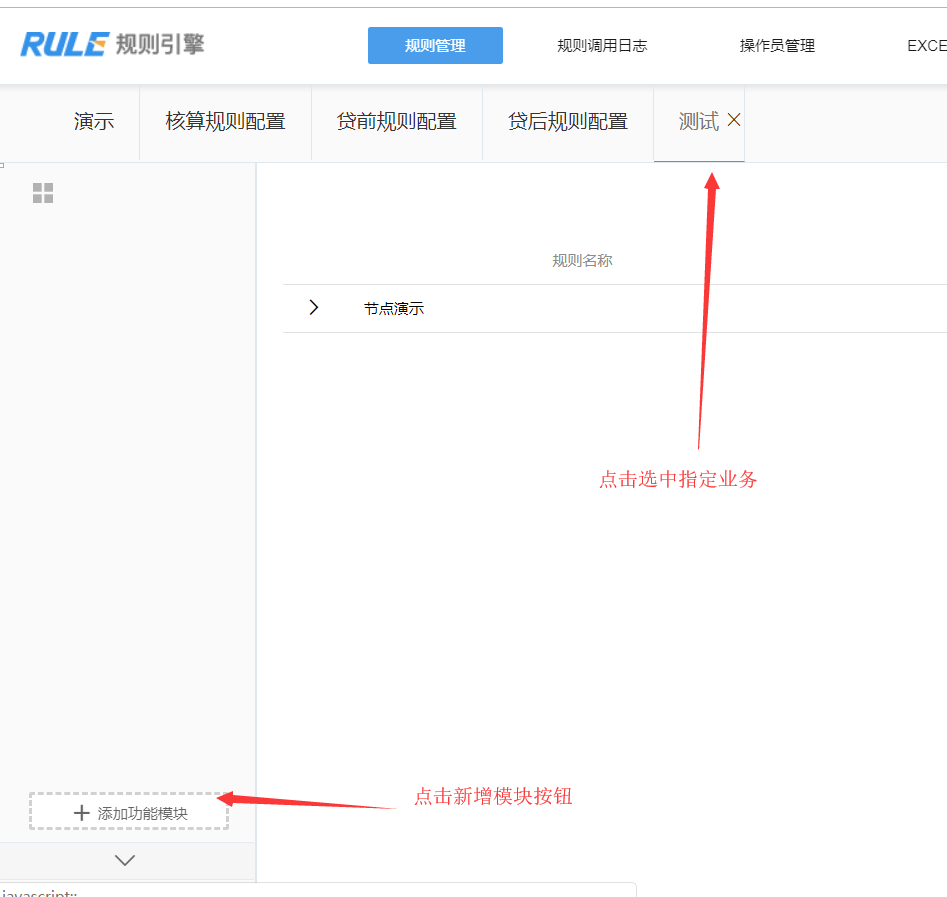 RULE 规则引擎 规则管理 规则调用日志 操作员管理 EXCE
演示 核算规则配置 贷前规则配置 贷后规则配置 测试
规则名称
节点演示
点击选中指定业务
点击新增模块按钮
添加功能模块
javascript:;